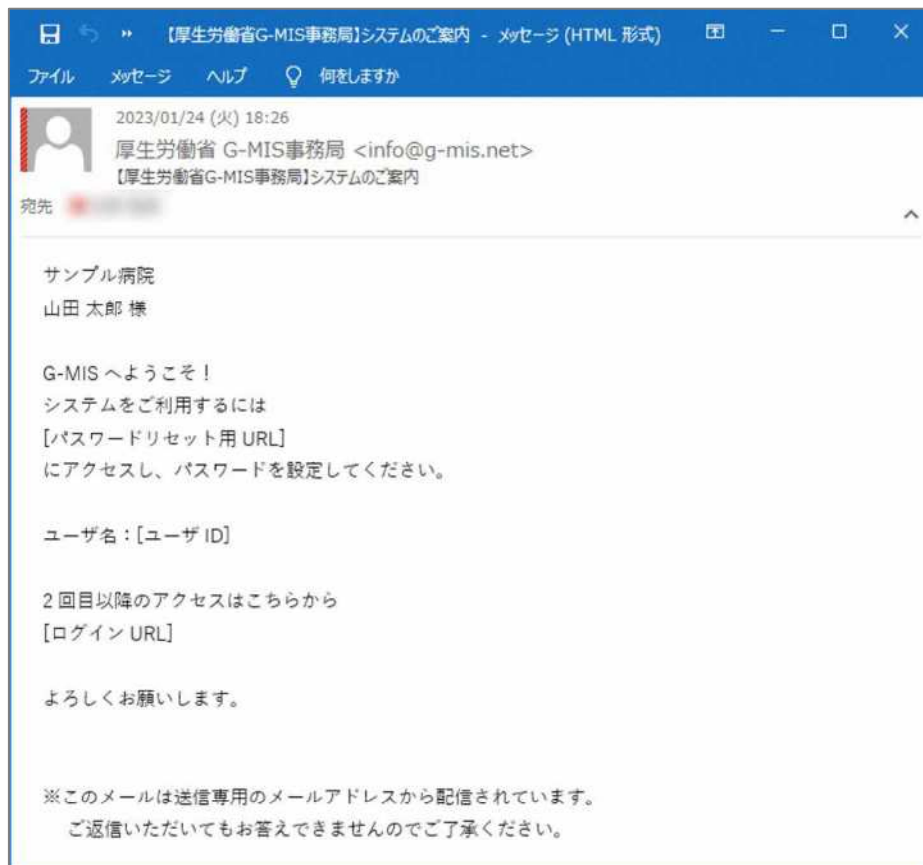 【厚生労働省G-MIS事務局】システムのご案内 - メッセージ (HTML 形式)
ファイル メッセージ ヘルプ 何をしますか
2023/01/24 (火) 18:26
厚生労働省 G-MIS事務局 <info@g-mis.net>
【厚生労働省G-MIS事務局】システムのご案内
宛先
サンプル病院
山田 太郎 様
G-MIS へようこそ！
システムをご利用するには
[パスワードリセット用 URL]
にアクセスし、パスワードを設定してください。
ユーザ名：[ユーザ ID]
2 回目以降のアクセスはこちらから
[ログイン URL]
よろしくお願いします。
※このメールは送信専用のメールアドレスから配信されています。
ご返信いただいてもお答えできませんのでご了承ください。